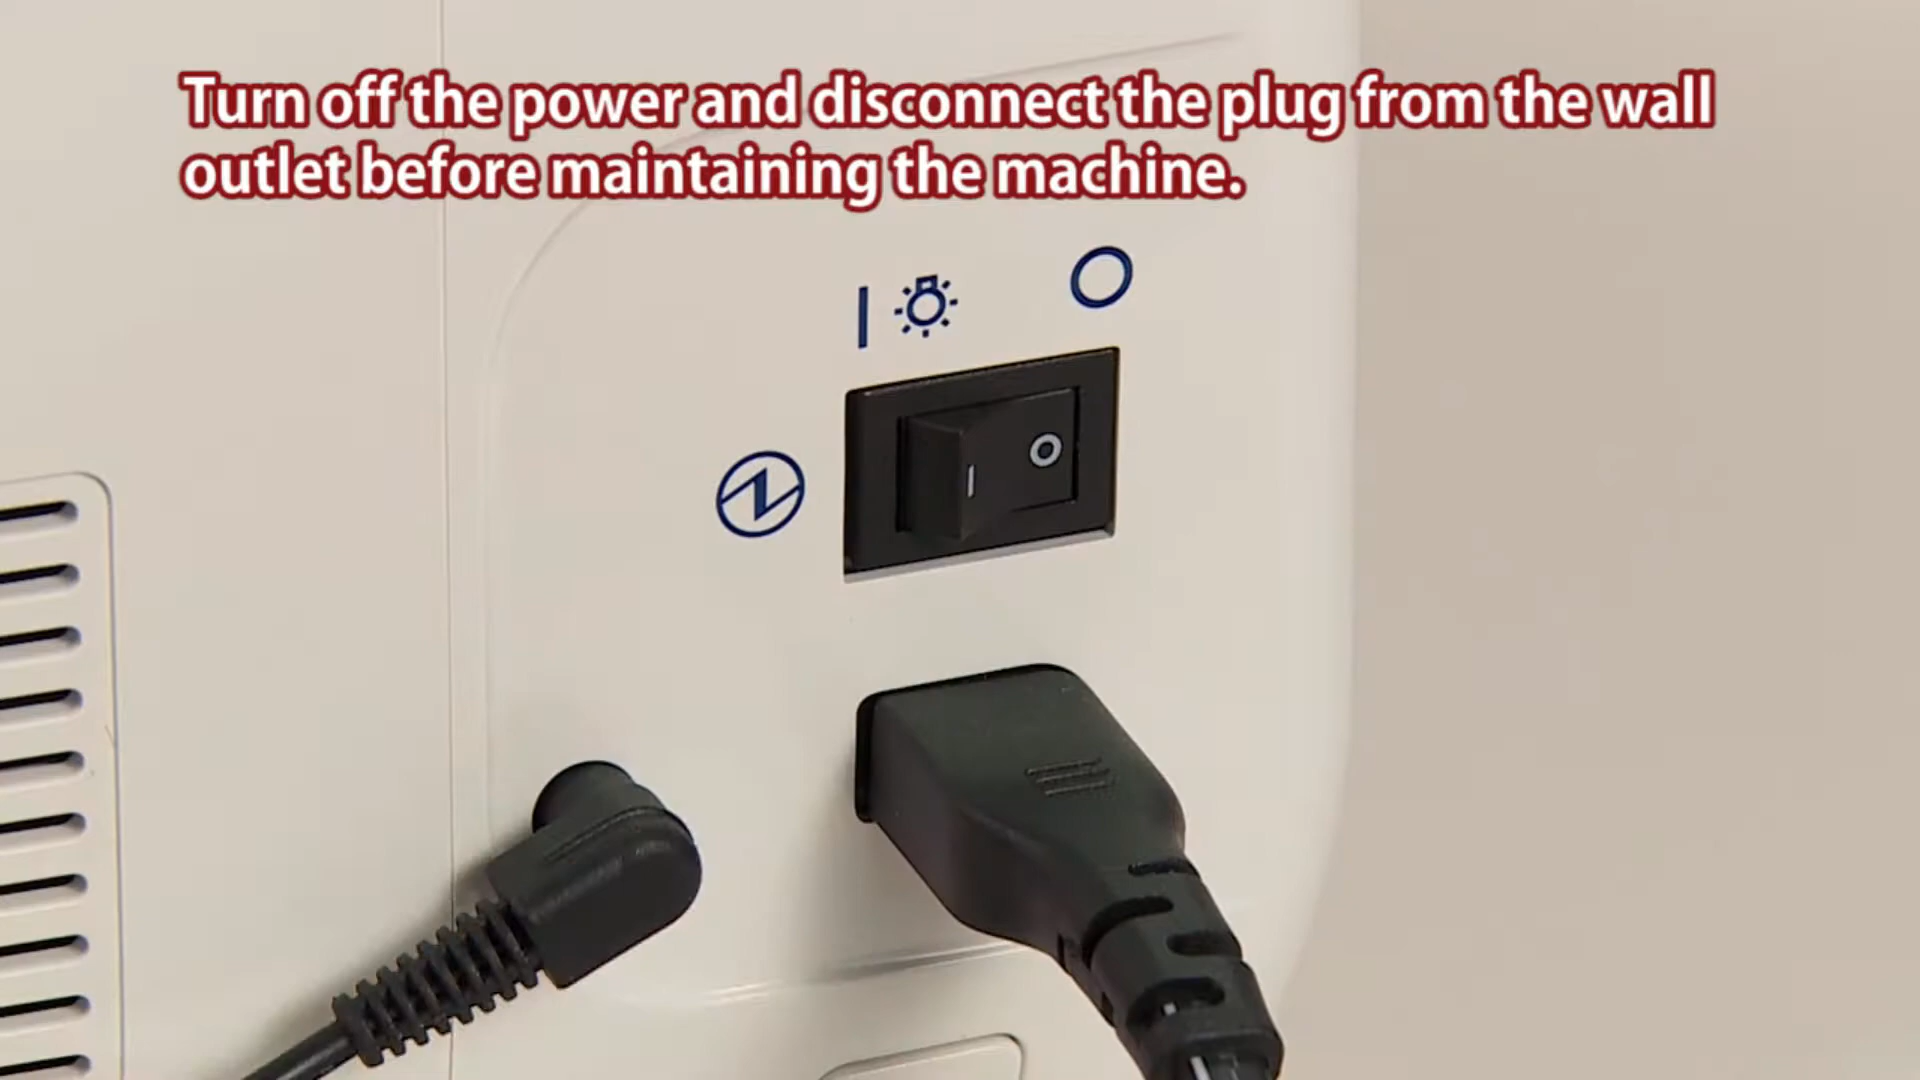 Turn off the power and disconnect the plug from the wall
outlet before maintaining the machine.